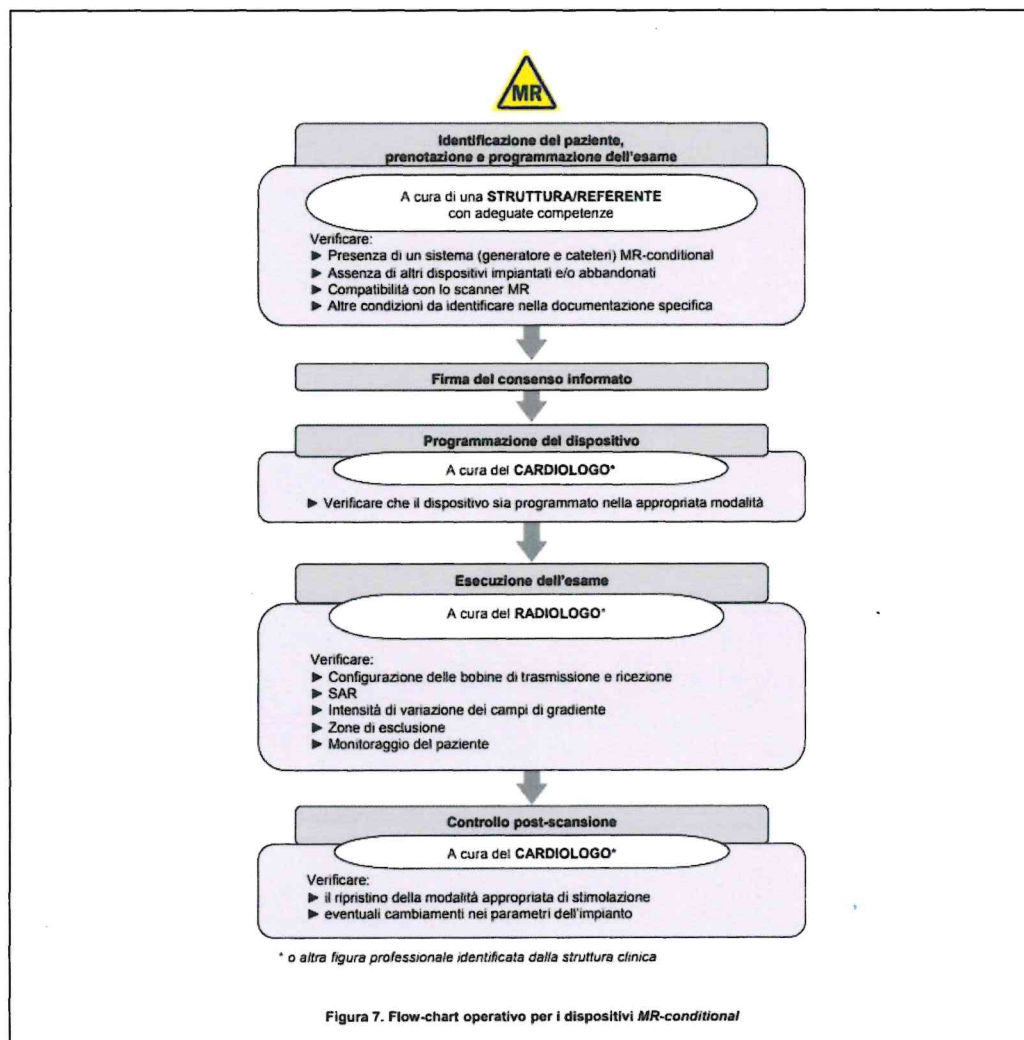 MR
Identificazione del paziente,
prenotazione e programmazione dell'esame
A cura di una STRUTTURA/REFERENTE
con adeguate competenze
Verificare:
► Presenza di un sistema (generatore e cateteri) MR-conditional
► Assenza di altri dispositivi impiantati e/o abbandonati
► Compatibilità con lo scanner MR
► Altre condizioni da identificare nella documentazione specifica
Firma del consenso informato
Programmazione del dispositivo
A cura del CARDIOLOGO*
► Verificare che il dispositivo sia programmato nella appropriata modalità
Esecuzione dell'esame
A cura del RADIOLOGO*
Verificare:
► Configurazione delle bobine di trasmissione e ricezione
► SAR
► Intensità di variazione dei campi di gradiente
► Zone di esclusione
► Monitoraggio del paziente
Controllo post-scansione
A cura del CARDIOLOGO*
Verificare:
► il ripristino della modalità appropriata di stimolazione
► eventuali cambiamenti nei parametri dell'impianto
* o altra figura professionale identificata dalla struttura clinica
Figura 7. Flow-chart operativo per i dispositivi MR-conditional